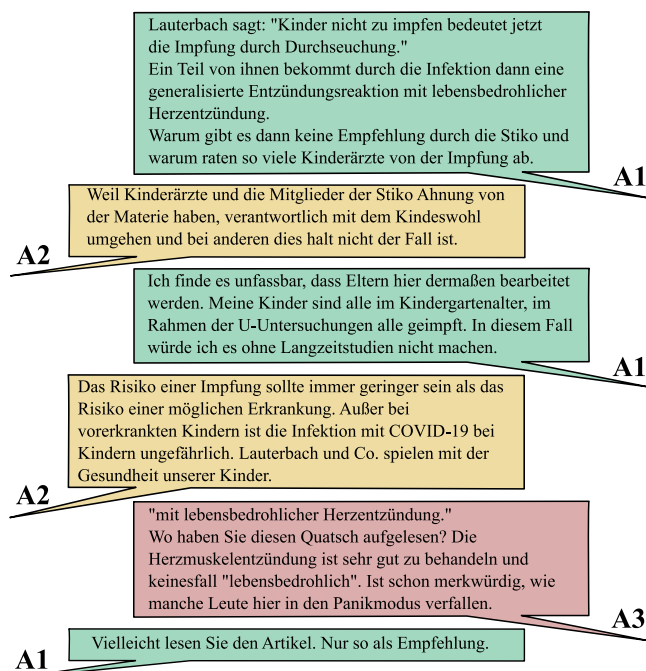 Lauterbach sagt: "Kinder nicht zu impfen bedeutet jetzt
die Impfung durch Durchseuchung."
Ein Teil von ihnen bekommt durch die Infektion dann eine
generalisierte Entzündungsreaktion mit lebensbedrohlicher
Herzentzündung.
Warum gibt es dann keine Empfehlung durch die Stiko und
warum raten so viele Kinderärzte von der Impfung ab.
A1
Weil Kinderärzte und die Mitglieder der Stiko Ahnung von
der Materie haben, verantwortlich mit dem Kindeswohl
umgehen und bei anderen dies halt nicht der Fall ist.
A2
Ich finde es unfassbar, dass Eltern hier dermaßen bearbeitet
werden. Meine Kinder sind alle im Kindergartenalter, im
Rahmen der U-Untersuchungen alle geimpft. In diesem Fall
würde ich es ohne Langzeitstudien nicht machen.
A1
Das Risiko einer Impfung sollte immer geringer sein als das
Risiko einer möglichen Erkrankung. Außer bei
vorerkrankten Kindern ist die Infektion mit COVID-19 bei
Kindern ungefährlich. Lauterbach und Co. spielen mit der
Gesundheit unserer Kinder.
A2
"mit lebensbedrohlicher Herzentzündung."
Wo haben Sie diesen Quatsch aufgelesen? Die
Herzmuskelentzündung ist sehr gut zu behandeln und
keinesfall "lebensbedrohlich". Ist schon merkwürdig, wie
manche Leute hier in den Panikmodus verfallen.
A3
Vielleicht lesen Sie den Artikel. Nur so als Empfehlung.
A1